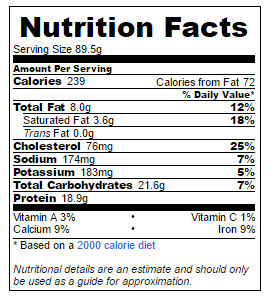 Nutrition Facts
Serving Size 89.5g
Amount Per Serving
Calories 239 Calories from Fat 72
% Daily Value*
Total Fat 8.0g 12%
Saturated Fat 3.6g 18%
Trans Fat 0.0g
Cholesterol 76mg 25%
Sodium 174mg 7%
Potassium 183mg 5%
Total Carbohydrates 21.6g 7%
Protein 18.9g
Vitamin A 3% • Vitamin C 1%
Calcium 9% • Iron 9%
* Based on a 2000 calorie diet
Nutritional details are an estimate and should only
be used as a guide for approximation.